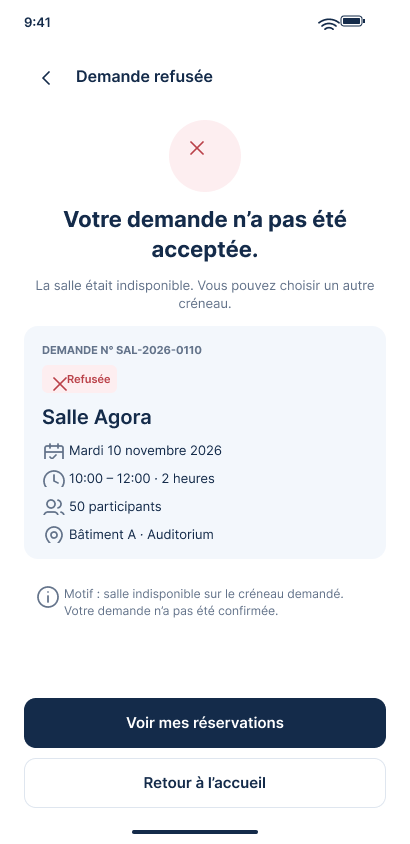 9:41
Demande refusée
Votre demande n’a pas été
acceptée.
La salle était indisponible. Vous pouvez choisir un autre
créneau.
DEMANDE N° SAL-2026-0110
Refusée
Salle Agora
Mardi 10 novembre 2026
10:00 – 12:00 · 2 heures
50 participants
Bâtiment A · Auditorium
Motif : salle indisponible sur le créneau demandé.
Votre demande n’a pas été confirmée.
Voir mes réservations
Retour à l’accueil